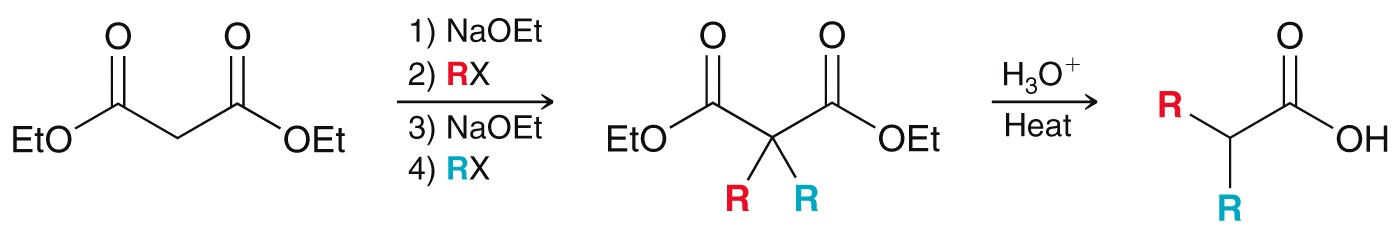 O O
EtO OEt
1) NaOEt
2) RX
3) NaOEt
4) RX
O O
EtO OEt
R R
H₃O⁺
Heat
O
R
OH
R